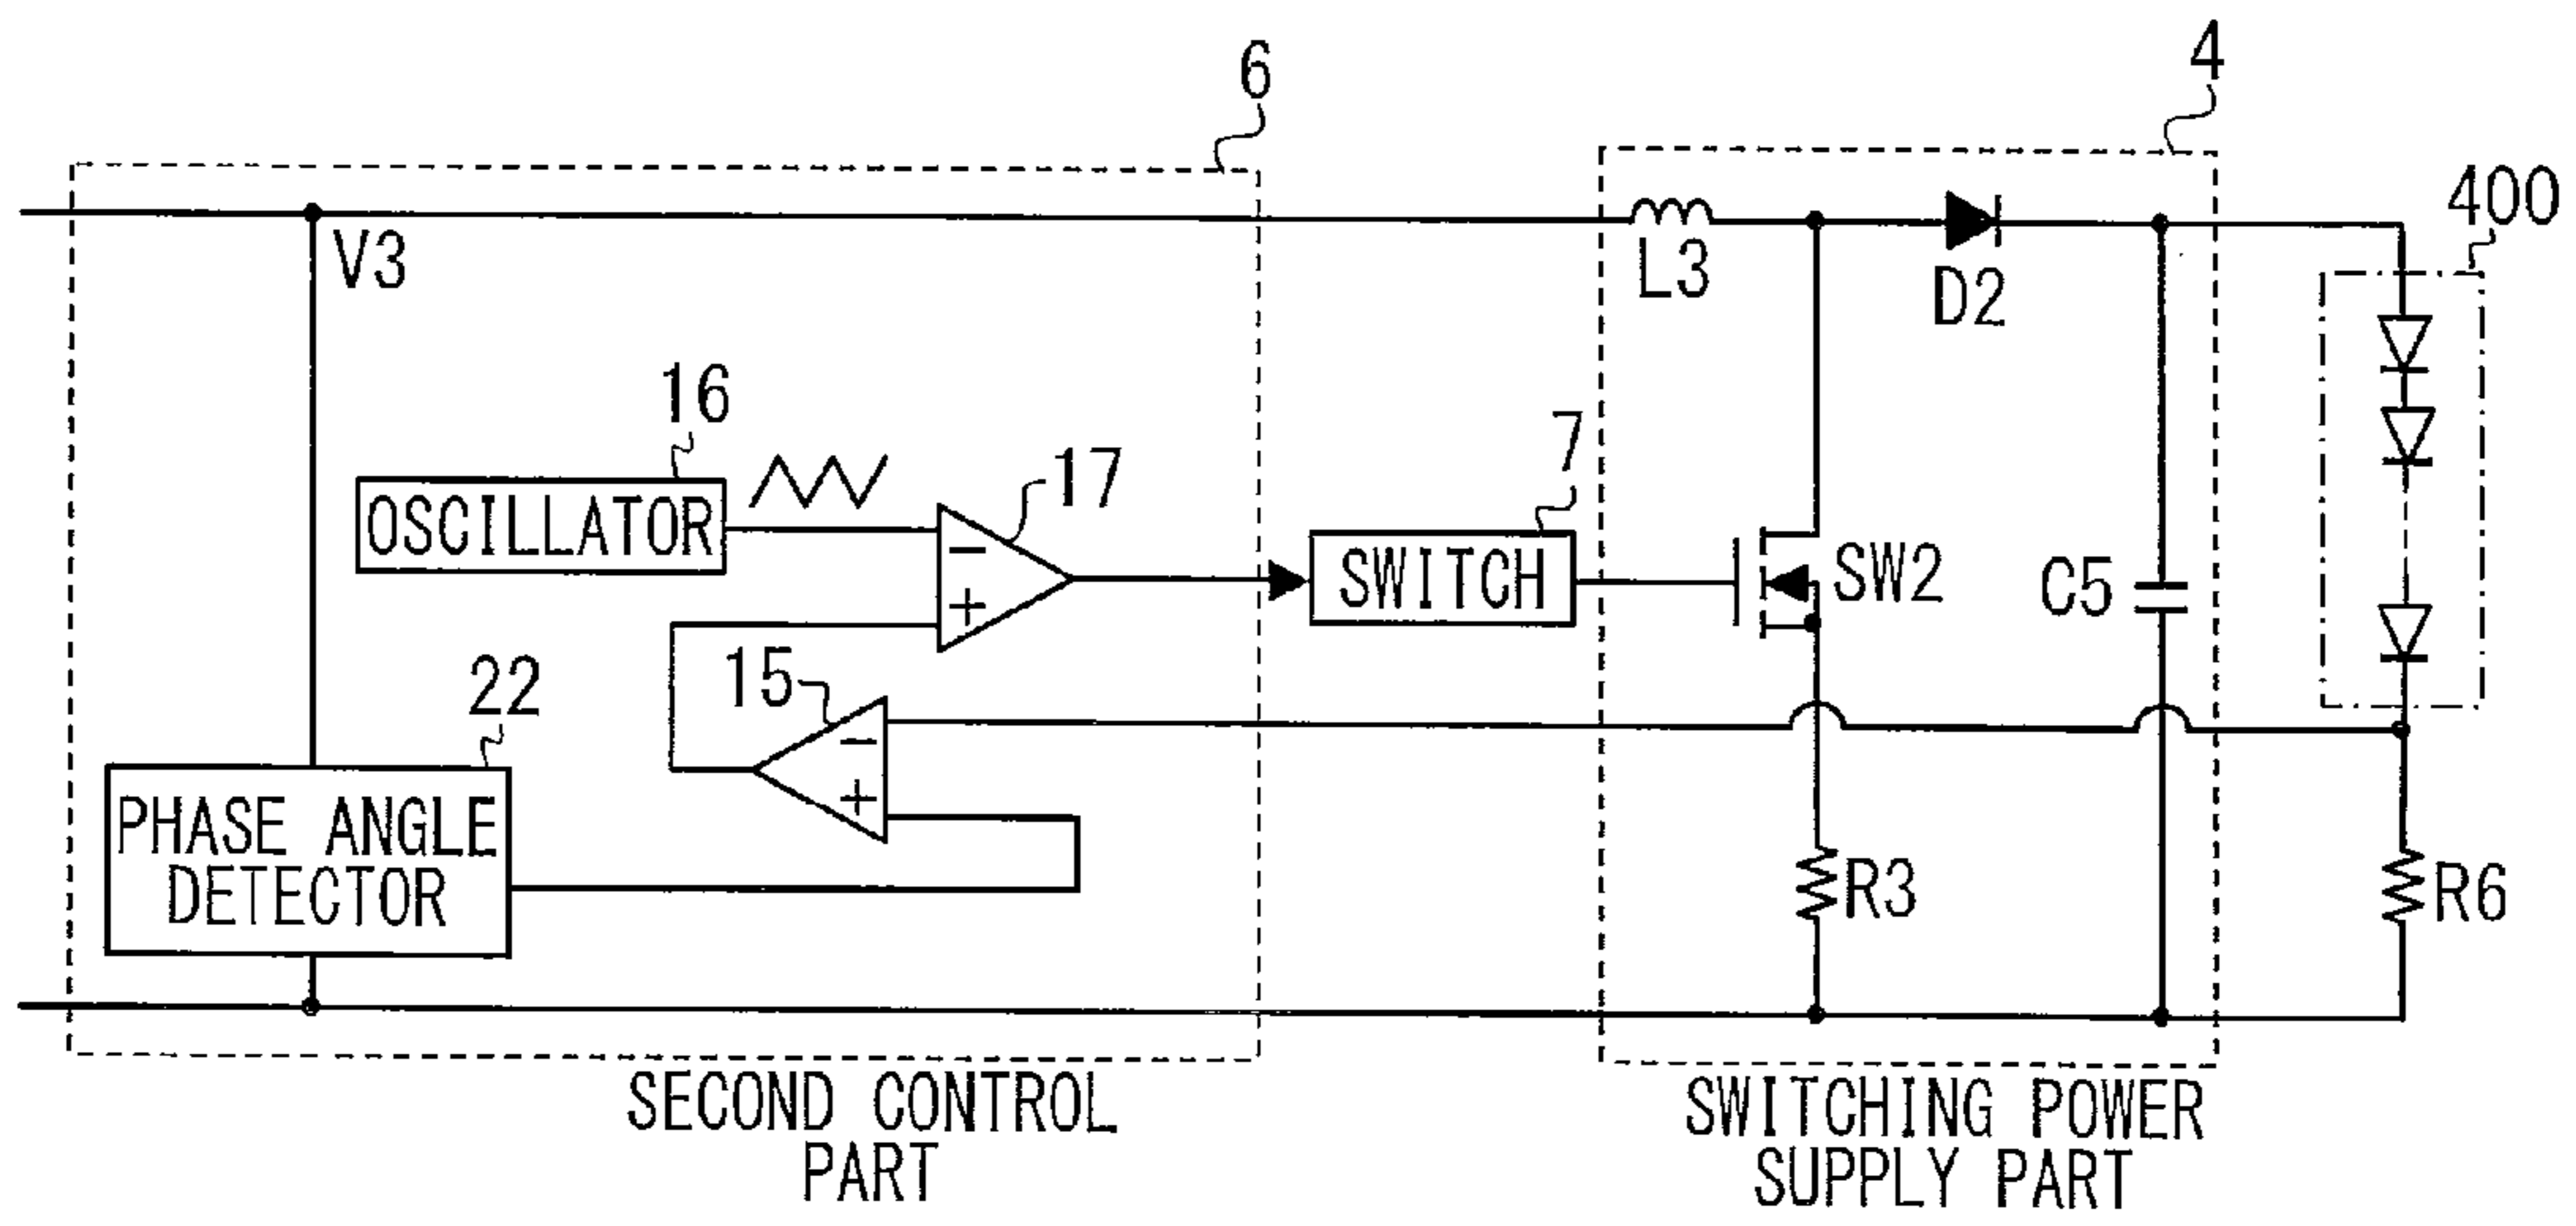 6
4
400
V3
L3
D2
16
OSCILLATOR
17
7
SWITCH
SW2
C5
−
+
22
15
−
+
PHASE ANGLE
DETECTOR
R3
R6
SECOND CONTROL
PART
SWITCHING POWER
SUPPLY PART